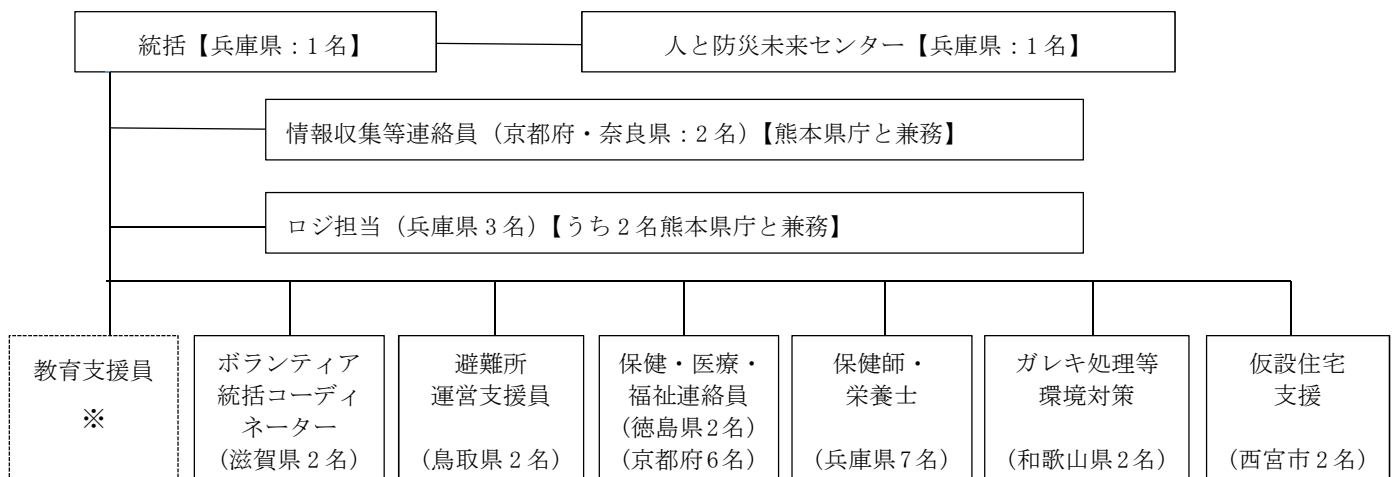 統括【兵庫県：1名】
人と防災未来センター【兵庫県：1名】
情報収集等連絡員（京都府・奈良県：2名）【熊本県庁と兼務】
ロジ担当（兵庫県3名）【うち2名熊本県庁と兼務】
教育支援員
※
ボランティア
統括コーディ
ネーター
（滋賀県2名）
避難所
運営支援員
（鳥取県2名）
保健・医療・
福祉連絡員
（徳島県2名）
（京都府6名）
保健師・
栄養士
（兵庫県7名）
ガレキ処理等
環境対策
（和歌山県2名）
仮設住宅
支援
（西宮市2名）